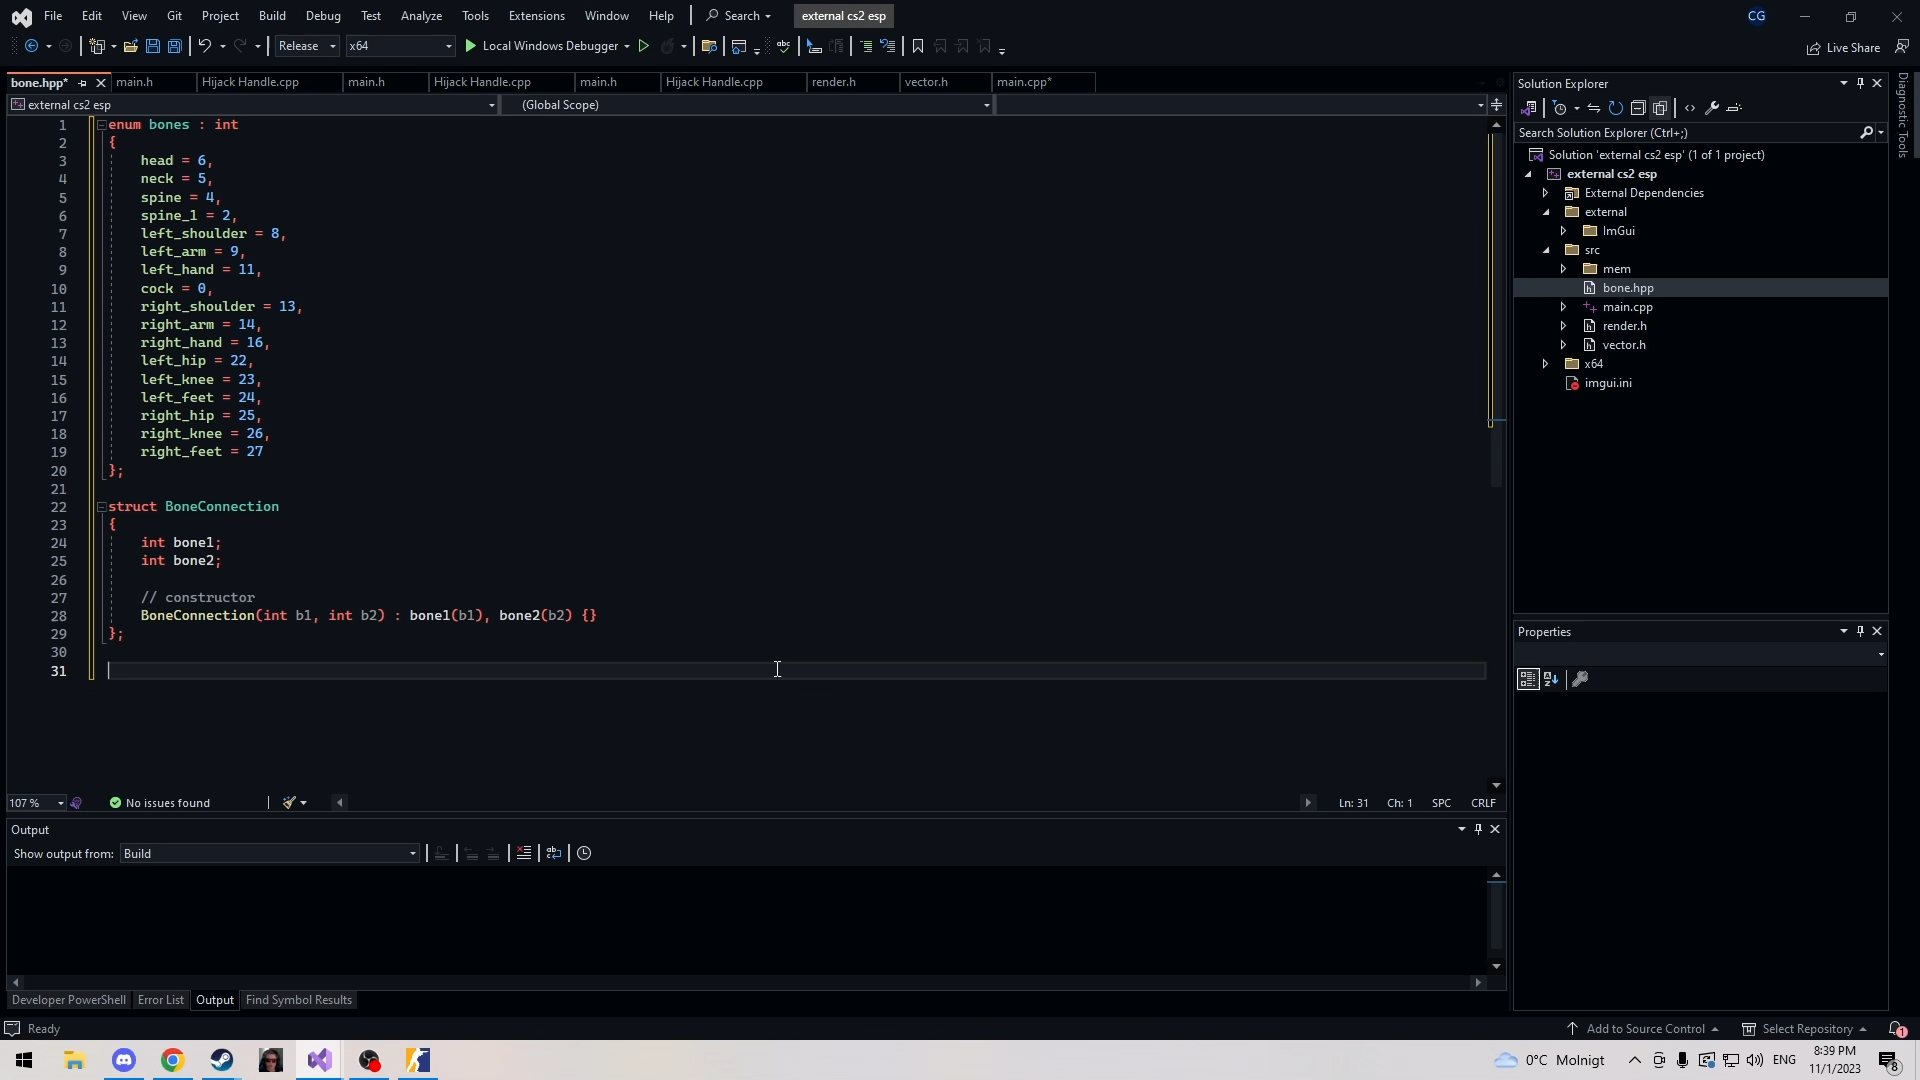 File Edit View Git Project Build Debug Test Analyze Tools Extensions Window Help Search external cs2 esp CG
Release x64 Local Windows Debugger Live Share
bone.hpp* main.h Hijack Handle.cpp main.h Hijack Handle.cpp main.h Hijack Handle.cpp render.h vector.h main.cpp*
external cs2 esp (Global Scope)
1 enum bones : int
2 {
3 head = 6,
4 neck = 5,
5 spine = 4,
6 spine_1 = 2,
7 left_shoulder = 8,
8 left_arm = 9,
9 left_hand = 11,
10 cock = 0,
11 right_shoulder = 13,
12 right_arm = 14,
13 right_hand = 16,
14 left_hip = 22,
15 left_knee = 23,
16 left_feet = 24,
17 right_hip = 25,
18 right_knee = 26,
19 right_feet = 27
20 };
21
22 struct BoneConnection
23 {
24 int bone1;
25 int bone2;
26
27 // constructor
28 BoneConnection(int b1, int b2) : bone1(b1), bone2(b2) {}
29 };
30
31
107 % No issues found Ln: 31 Ch: 1 SPC CRLF
Output
Show output from: Build
Developer PowerShell Error List Output Find Symbol Results
Solution Explorer
Search Solution Explorer (Ctrl+;)
Solution 'external cs2 esp' (1 of 1 project)
external cs2 esp
External Dependencies
external
ImGui
src
mem
bone.hpp
main.cpp
render.h
vector.h
x64
imgui.ini
Properties
Diagnostic Tools
Ready Add to Source Control Select Repository 1
0°C Molnigt ENG 8:39 PM
11/1/2023 8